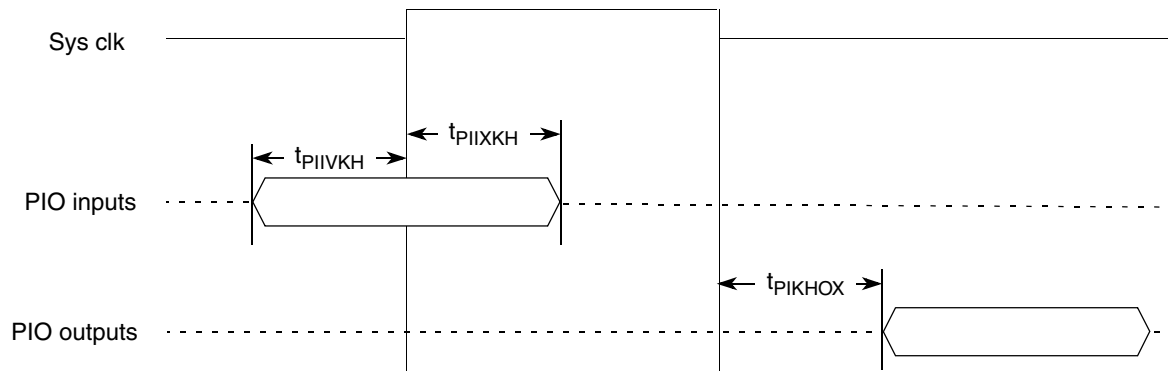 Sys clk
tPIIXKH
tPIIVKH
PIO inputs
tPIKHOX
PIO outputs